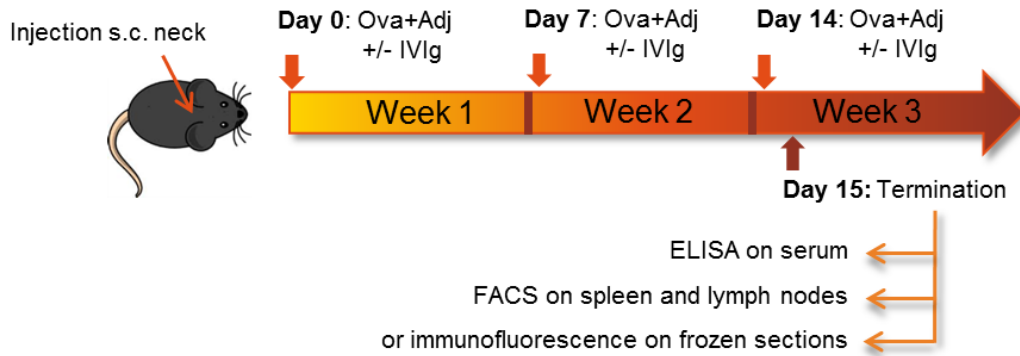 Injection s.c. neck
Day 0: Ova+Adj
+/- IVIg
Day 7: Ova+Adj
+/- IVIg
Day 14: Ova+Adj
+/- IVIg
Week 1
Week 2
Week 3
Day 15: Termination
ELISA on serum
FACS on spleen and lymph nodes
or immunofluorescence on frozen sections